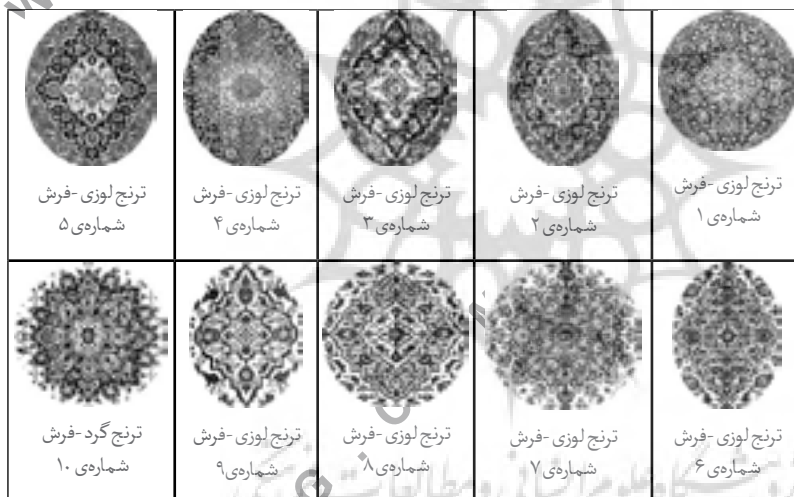 ترنج لوزی -فرش
شماره‌ی ۱
ترنج لوزی -فرش
شماره‌ی ۲
ترنج لوزی -فرش
شماره‌ی ۳
ترنج لوزی -فرش
شماره‌ی ۴
ترنج لوزی -فرش
شماره‌ی ۵
ترنج لوزی -فرش
شماره‌ی ۶
ترنج لوزی -فرش
شماره‌ی ۷
ترنج لوزی -فرش
شماره‌ی ۸
ترنج لوزی -فرش
شماره‌ی ۹
ترنج گرد -فرش
شماره‌ی ۱۰